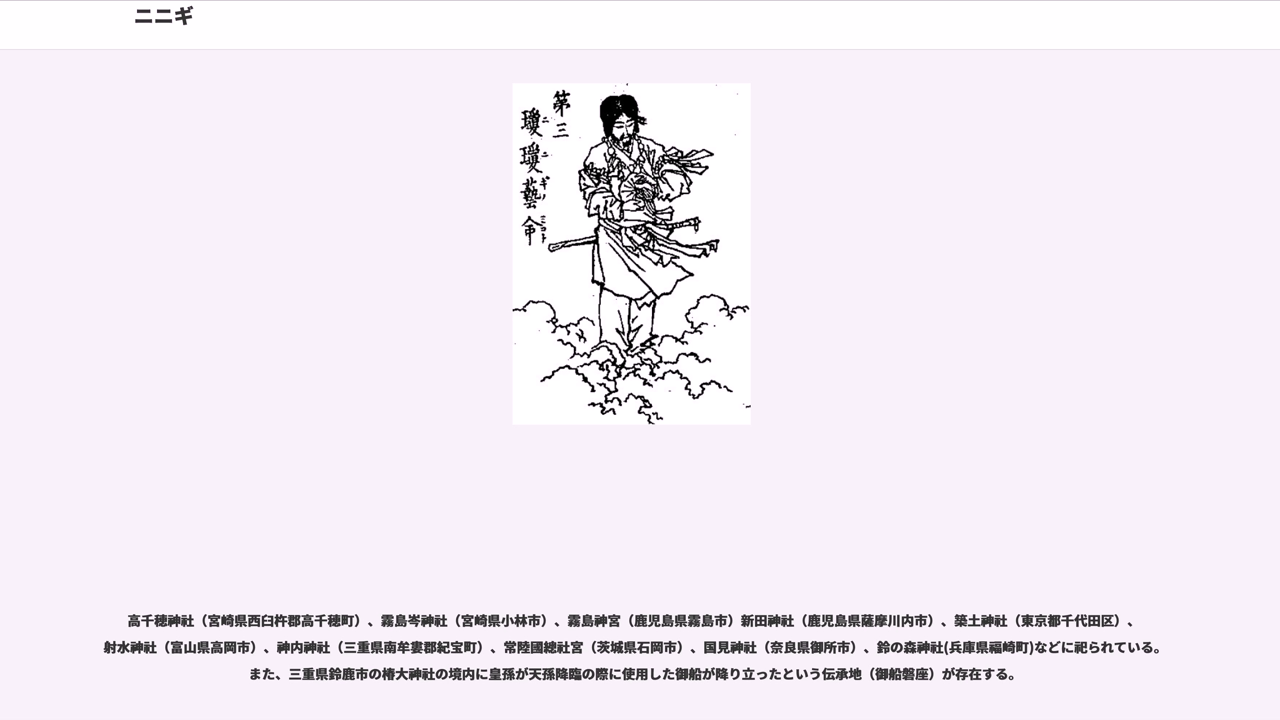 ニニギ
第三
瓊瓊藝命
ニニギノミコト
高千穂神社（宮崎県西臼杵郡高千穂町）、霧島岑神社（宮崎県小林市）、霧島神宮（鹿児島県霧島市）新田神社（鹿児島県薩摩川内市）、築土神社（東京都千代田区）、
射水神社（富山県高岡市）、神内神社（三重県南牟婁郡紀宝町）、常陸國總社宮（茨城県石岡市）、国見神社（奈良県御所市）、鈴の森神社(兵庫県福崎町)などに祀られている。
また、三重県鈴鹿市の椿大神社の境内に皇孫が天孫降臨の際に使用した御船が降り立ったという伝承地（御船磐座）が存在する。